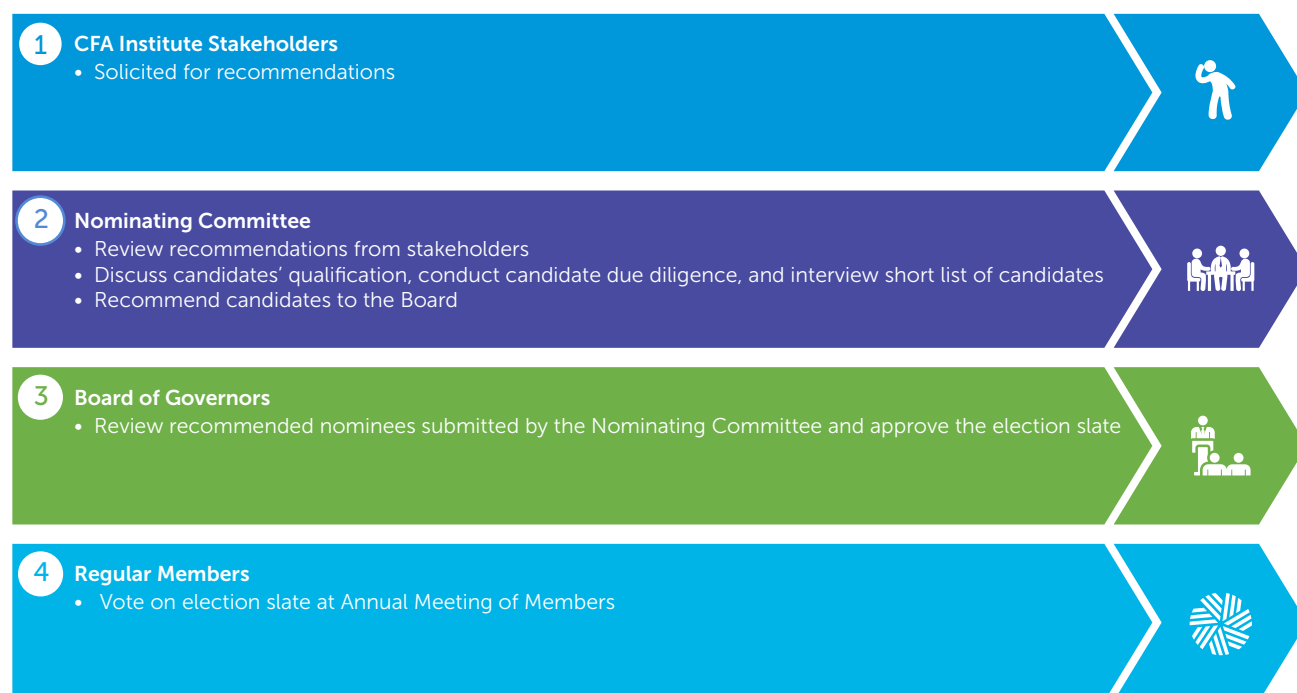 1
CFA Institute Stakeholders
• Solicited for recommendations
2
Nominating Committee
• Review recommendations from stakeholders
• Discuss candidates’ qualification, conduct candidate due diligence, and interview short list of candidates
• Recommend candidates to the Board
3
Board of Governors
• Review recommended nominees submitted by the Nominating Committee and approve the election slate
4
Regular Members
• Vote on election slate at Annual Meeting of Members